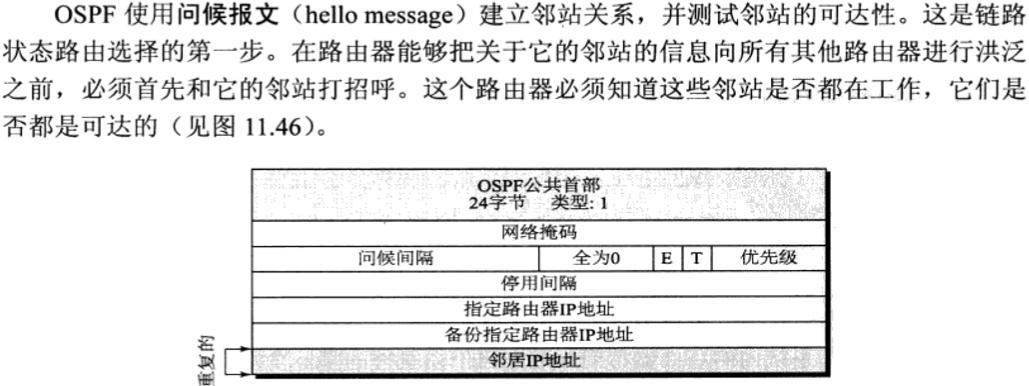 OSPF 使用问候报文（hello message）建立邻站关系，并测试邻站的可达性。这是链路
状态路由选择的第一步。在路由器能够把关于它的邻站的信息向所有其他路由器进行洪泛
之前，必须首先和它的邻站打招呼。这个路由器必须知道这些邻站是否都在工作，它们是
否都是可达的（见图 11.46）。
OSPF公共首部
24字节 类型: 1
网络掩码
问候间隔 全为0 E T 优先级
停用间隔
指定路由器IP地址
备份指定路由器IP地址
重复的
邻居IP地址